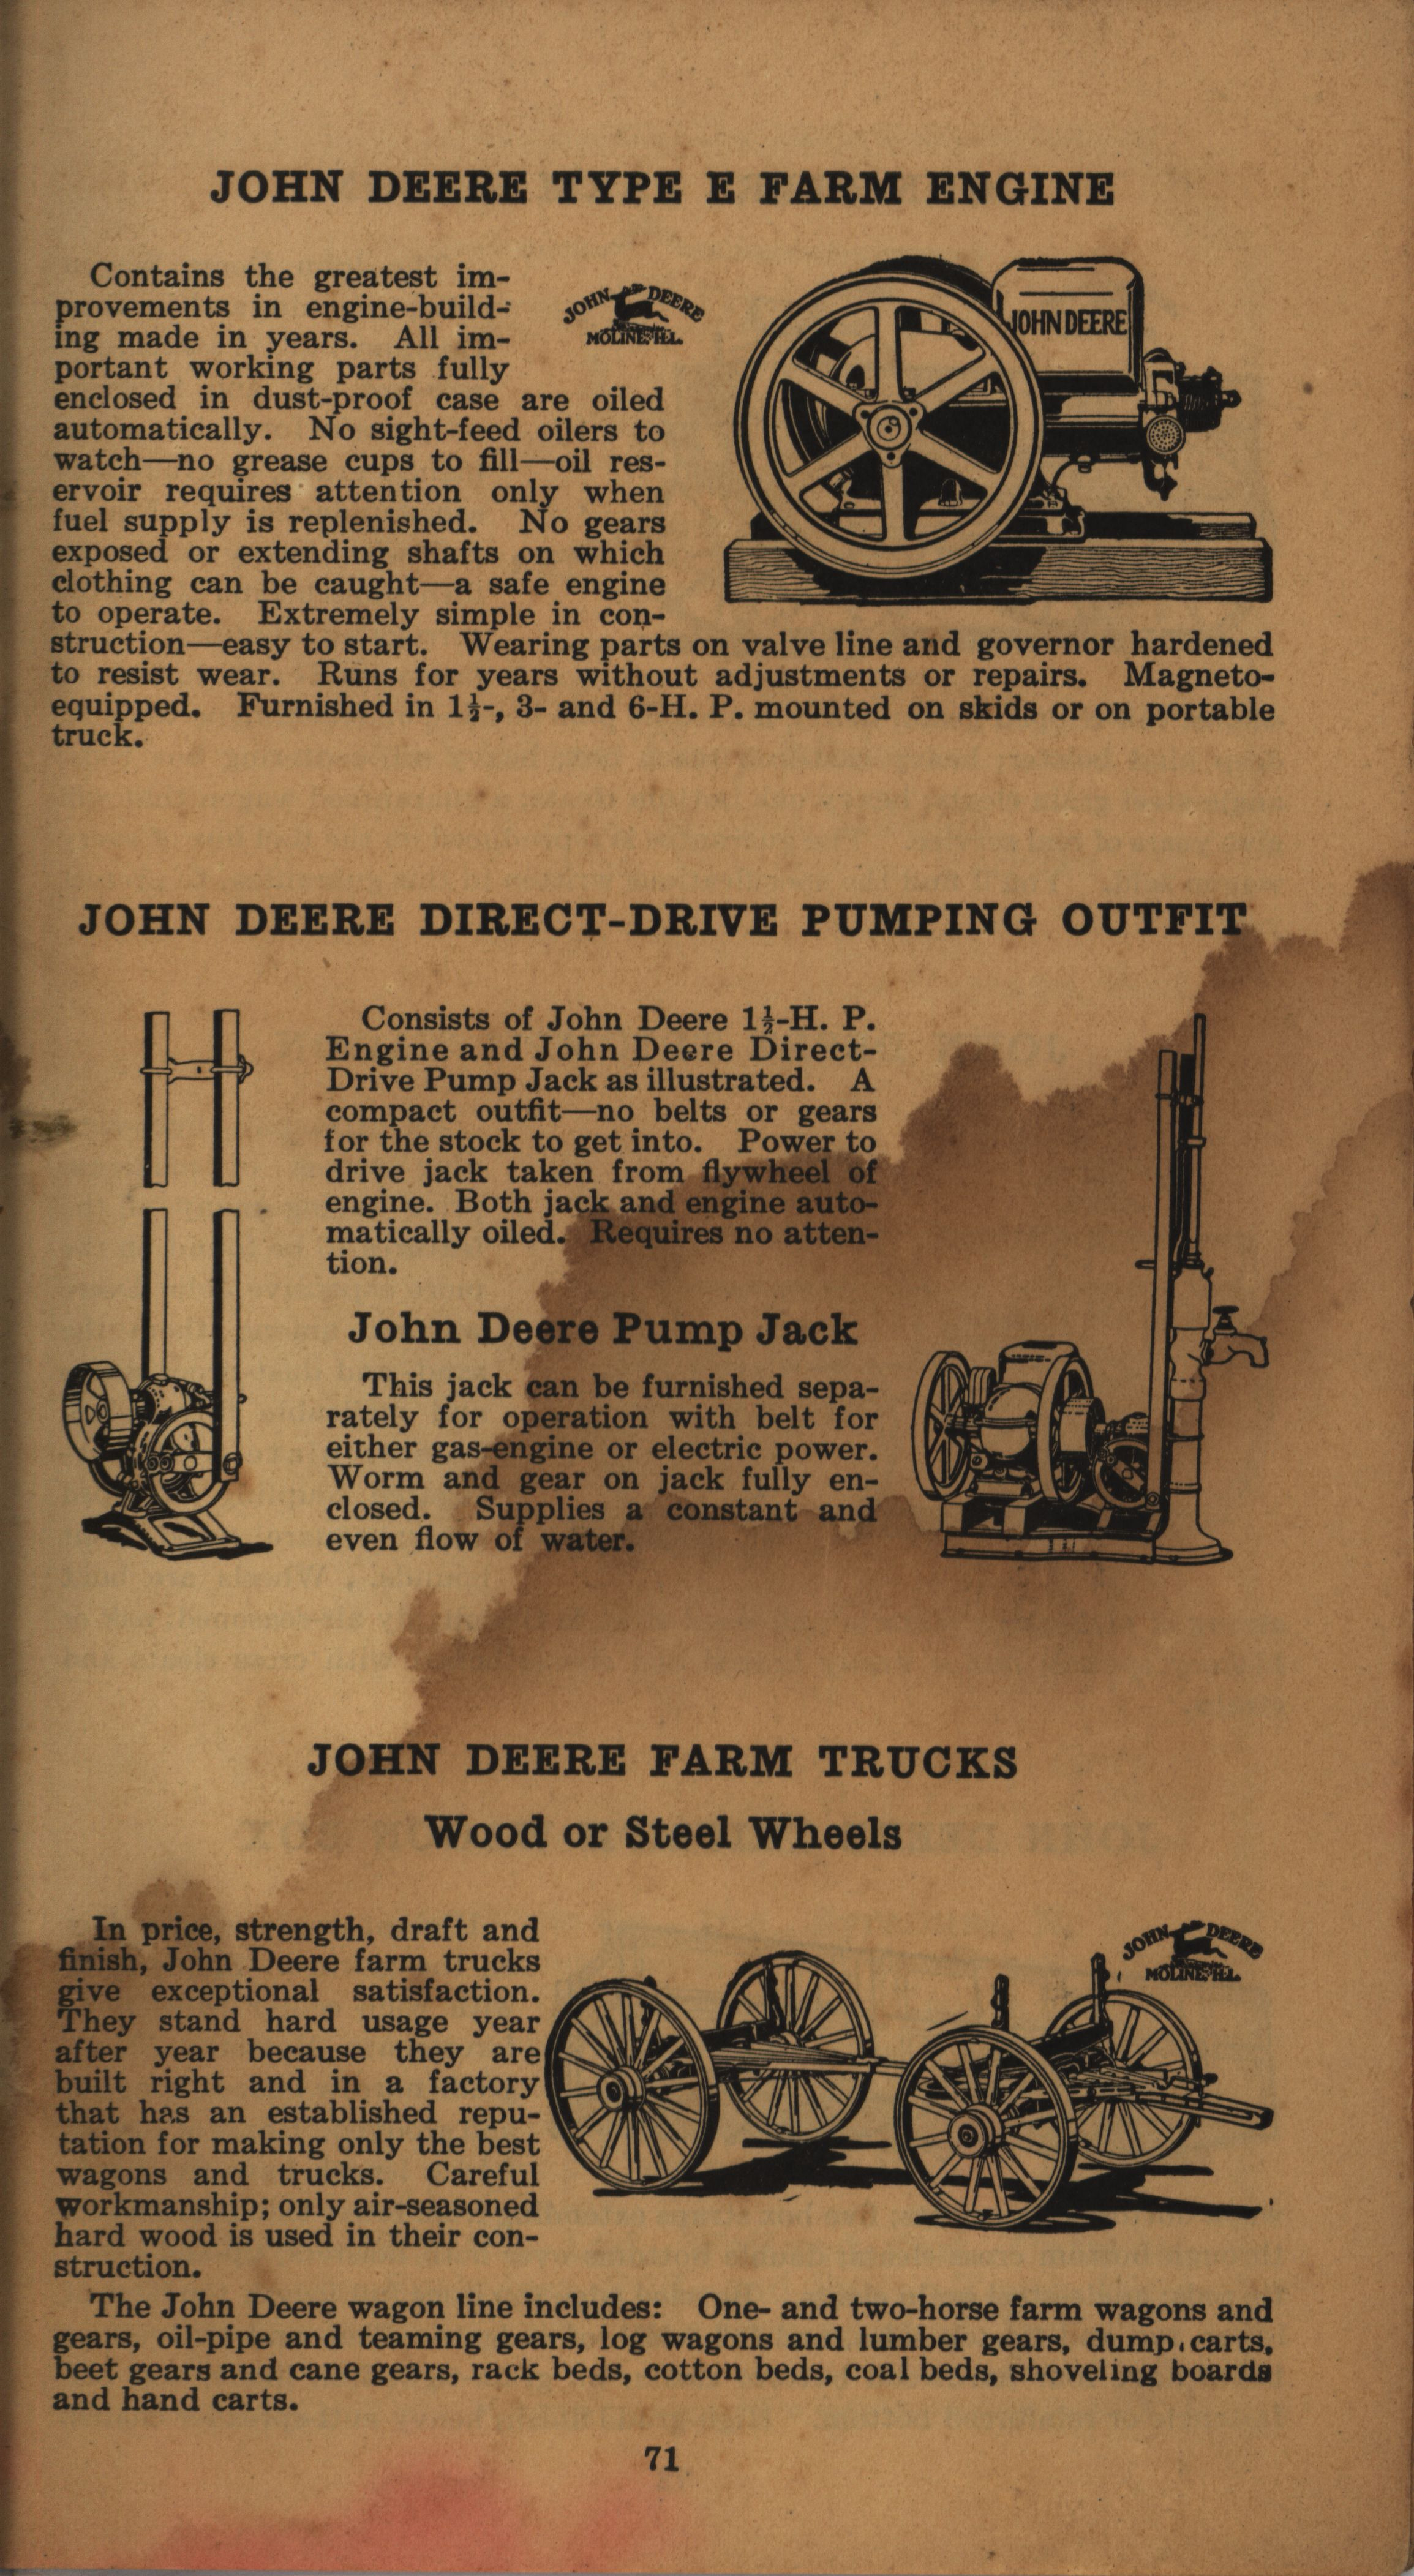 JOHN DEERE TYPE E FARM ENGINE
Contains the greatest im-
provements in engine-build-
ing made in years. All im-
portant working parts fully
enclosed in dust-proof case are oiled
automatically. No sight-feed oilers to
watch—no grease cups to fill—oil res-
ervoir requires attention only when
fuel supply is replenished. No gears
exposed or extending shafts on which
clothing can be caught—a safe engine
to operate. Extremely simple in con-
struction—easy to start. Wearing parts on valve line and governor hardened
to resist wear. Runs for years without adjustments or repairs. Magneto-
equipped. Furnished in 1½-, 3- and 6-H. P. mounted on skids or on portable
truck.
JOHN DEERE
MOLINE, ILL.
JOHN DEERE
JOHN DEERE DIRECT-DRIVE PUMPING OUTFIT
Consists of John Deere 1½-H. P.
Engine and John Deere Direct-
Drive Pump Jack as illustrated. A
compact outfit—no belts or gears
for the stock to get into. Power to
drive jack taken from flywheel of
engine. Both jack and engine auto-
matically oiled. Requires no atten-
tion.
John Deere Pump Jack
This jack can be furnished sepa-
rately for operation with belt for
either gas-engine or electric power.
Worm and gear on jack fully en-
closed. Supplies a constant and
even flow of water.
JOHN DEERE FARM TRUCKS
Wood or Steel Wheels
In price, strength, draft and
finish, John Deere farm trucks
give exceptional satisfaction.
They stand hard usage year
after year because they are
built right and in a factory
that has an established repu-
tation for making only the best
wagons and trucks. Careful
workmanship; only air-seasoned
hard wood is used in their con-
struction.
JOHN DEERE
MOLINE, ILL.
The John Deere wagon line includes: One- and two-horse farm wagons and
gears, oil-pipe and teaming gears, log wagons and lumber gears, dump carts,
beet gears and cane gears, rack beds, cotton beds, coal beds, shoveling boards
and hand carts.
71